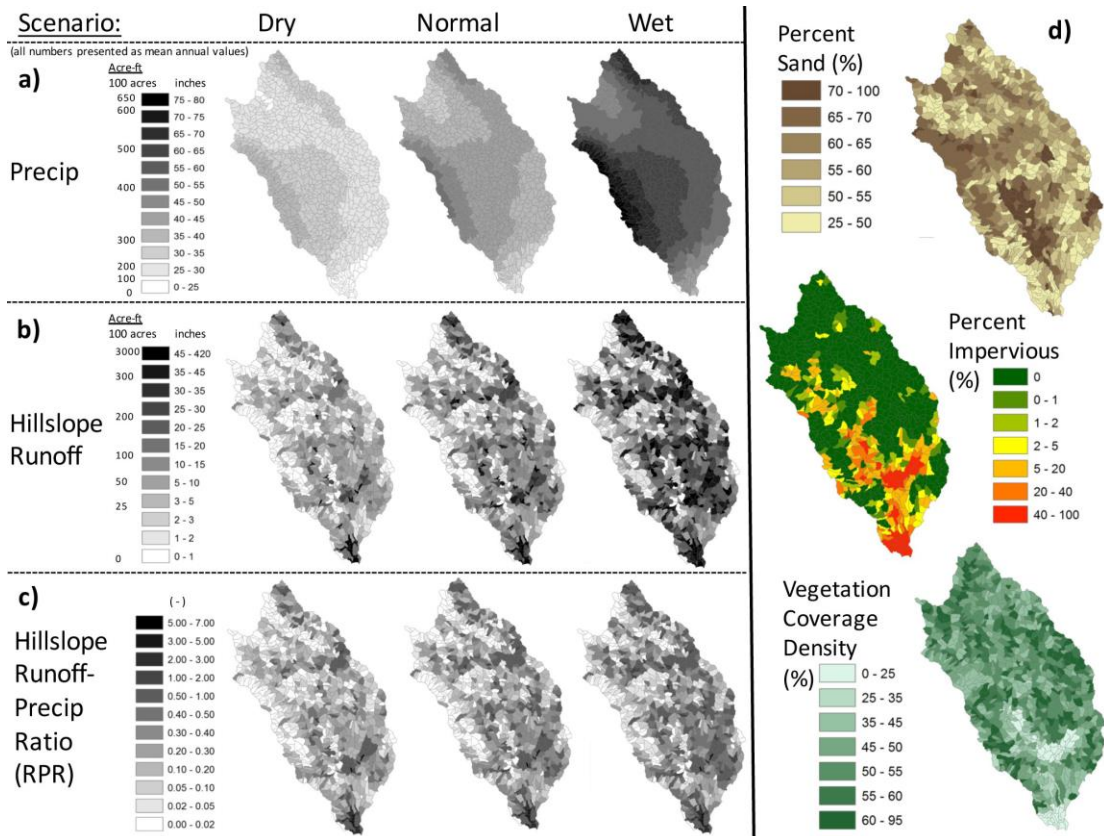 Scenario: Dry Normal Wet
(all numbers presented as mean annual values)
a)
Precip
Acre-ft
100 acres inches
650 75 - 80
600 70 - 75
65 - 70
60 - 65
500 55 - 60
50 - 55
45 - 50
400 40 - 45
35 - 40
300 30 - 35
200 25 - 30
100
0 0 - 25
b)
Hillslope
Runoff
Acre-ft
100 acres inches
3000 45 - 420
300 35 - 45
30 - 35
25 - 30
200 20 - 25
15 - 20
100 10 - 15
50 5 - 10
3 - 5
25 2 - 3
1 - 2
0 0 - 1
c)
Hillslope
Runoff-
Precip
Ratio
(RPR)
( - )
5.00 - 7.00
3.00 - 5.00
2.00 - 3.00
1.00 - 2.00
0.50 - 1.00
0.40 - 0.50
0.30 - 0.40
0.20 - 0.30
0.10 - 0.20
0.05 - 0.10
0.02 - 0.05
0.00 - 0.02
d)
Percent
Sand (%)
70 - 100
65 - 70
60 - 65
55 - 60
50 - 55
25 - 50
Percent
Impervious
(%)
0
0 - 1
1 - 2
2 - 5
5 - 20
20 - 40
40 - 100
Vegetation
Coverage
Density
(%)
0 - 25
25 - 35
35 - 45
45 - 50
50 - 55
55 - 60
60 - 95